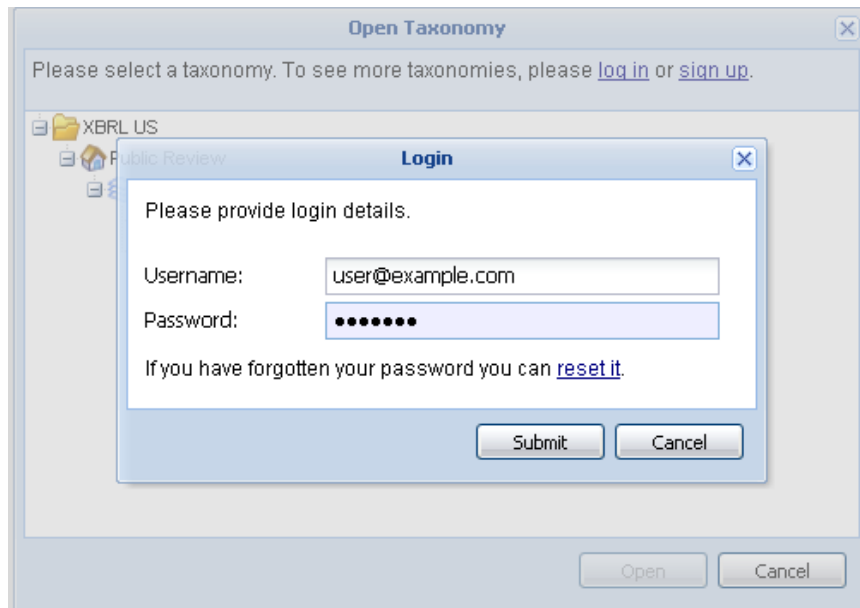 Open Taxonomy
Please select a taxonomy. To see more taxonomies, please log in or sign up.
XBRL US
Public Review
Login
Please provide login details.
Username: user@example.com
Password: •••••••
If you have forgotten your password you can reset it.
Submit Cancel
Open Cancel